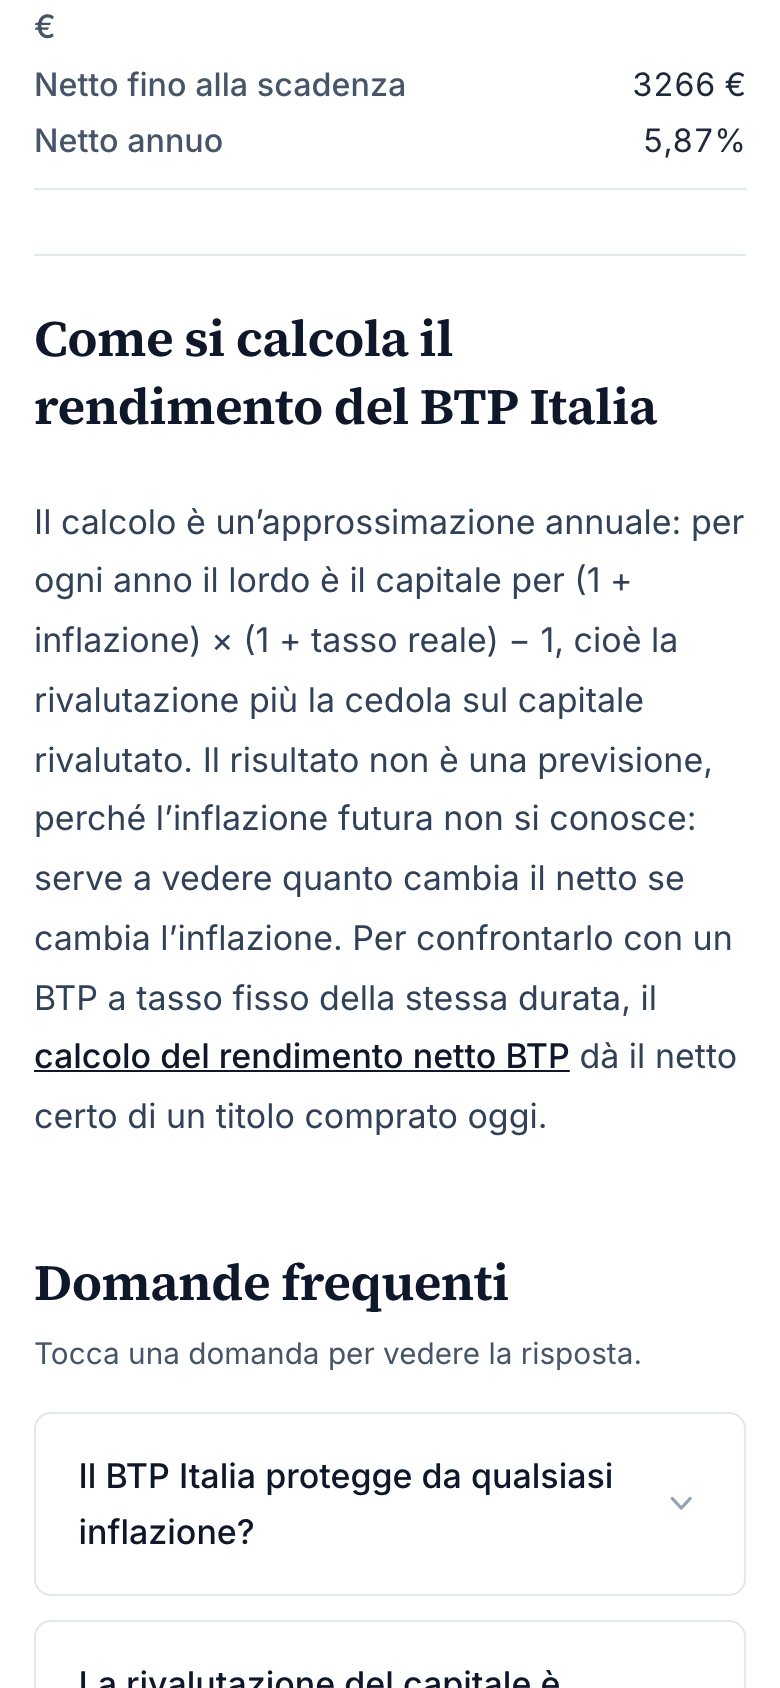 €
Netto fino alla scadenza 3266 €
Netto annuo 5,87%
Come si calcola il
rendimento del BTP Italia
Il calcolo è un’approssimazione annuale: per
ogni anno il lordo è il capitale per (1 +
inflazione) × (1 + tasso reale) − 1, cioè la
rivalutazione più la cedola sul capitale
rivalutato. Il risultato non è una previsione,
perché l’inflazione futura non si conosce:
serve a vedere quanto cambia il netto se
cambia l’inflazione. Per confrontarlo con un
BTP a tasso fisso della stessa durata, il
calcolo del rendimento netto BTP dà il netto
certo di un titolo comprato oggi.
Domande frequenti
Tocca una domanda per vedere la risposta.
Il BTP Italia protegge da qualsiasi
inflazione?
La rivalutazione del capitale è